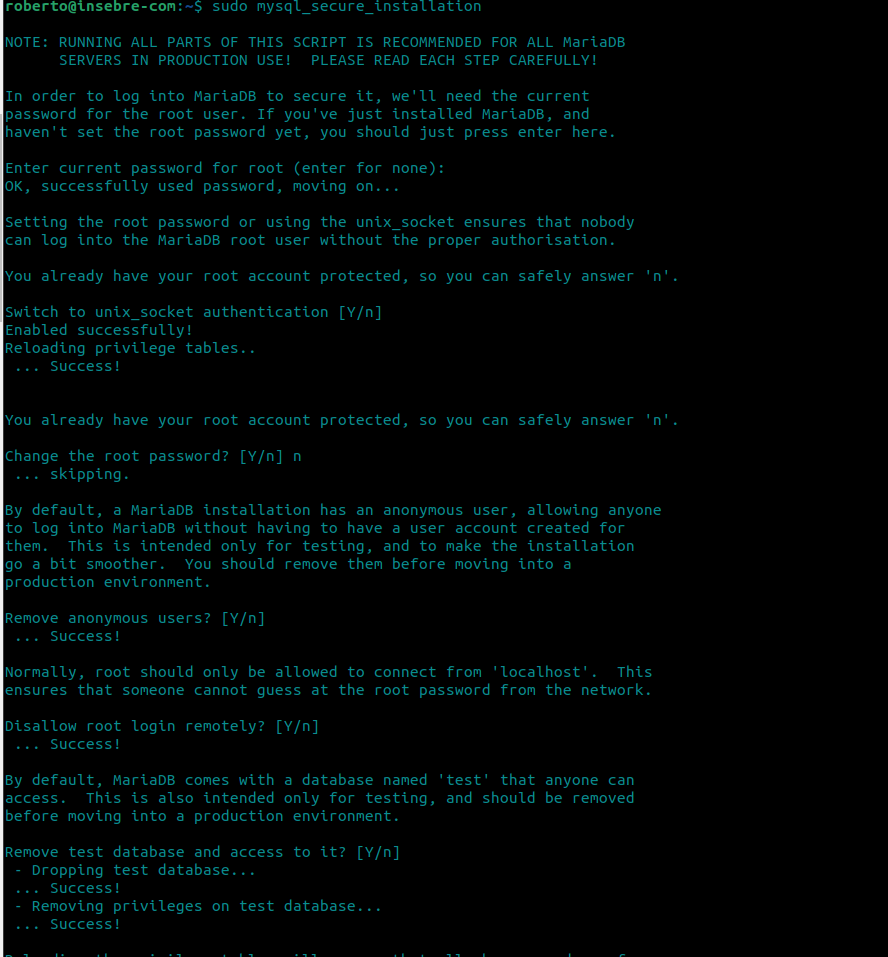 roberto@insebre-com:~$ sudo mysql_secure_installation
NOTE: RUNNING ALL PARTS OF THIS SCRIPT IS RECOMMENDED FOR ALL MariaDB
SERVERS IN PRODUCTION USE!  PLEASE READ EACH STEP CAREFULLY!
In order to log into MariaDB to secure it, we'll need the current
password for the root user. If you've just installed MariaDB, and
haven't set the root password yet, you should just press enter here.
Enter current password for root (enter for none):
OK, successfully used password, moving on...
Setting the root password or using the unix_socket ensures that nobody
can log into the MariaDB root user without the proper authorisation.
You already have your root account protected, so you can safely answer 'n'.
Switch to unix_socket authentication [Y/n]
Enabled successfully!
Reloading privilege tables..
... Success!
You already have your root account protected, so you can safely answer 'n'.
Change the root password? [Y/n] n
... skipping.
By default, a MariaDB installation has an anonymous user, allowing anyone
to log into MariaDB without having to have a user account created for
them.  This is intended only for testing, and to make the installation
go a bit smoother.  You should remove them before moving into a
production environment.
Remove anonymous users? [Y/n]
... Success!
Normally, root should only be allowed to connect from 'localhost'.  This
ensures that someone cannot guess at the root password from the network.
Disallow root login remotely? [Y/n]
... Success!
By default, MariaDB comes with a database named 'test' that anyone can
access.  This is also intended only for testing, and should be removed
before moving into a production environment.
Remove test database and access to it? [Y/n]
- Dropping test database...
... Success!
- Removing privileges on test database...
... Success!